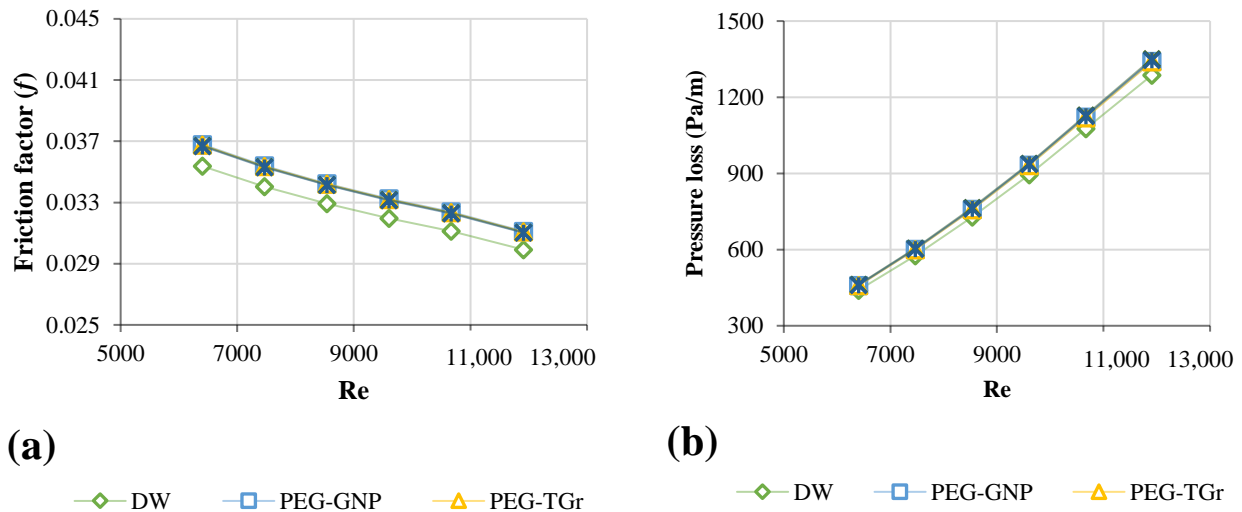 0.045
0.041
0.037
0.033
0.029
0.025
Friction factor (f)
5000 7000 9000 11,000 13,000
Re
(a)
DW PEG-GNP PEG-TGr
1500
1200
900
600
300
Pressure loss (Pa/m)
5000 7000 9000 11,000 13,000
Re
(b)
DW PEG-GNP PEG-TGr